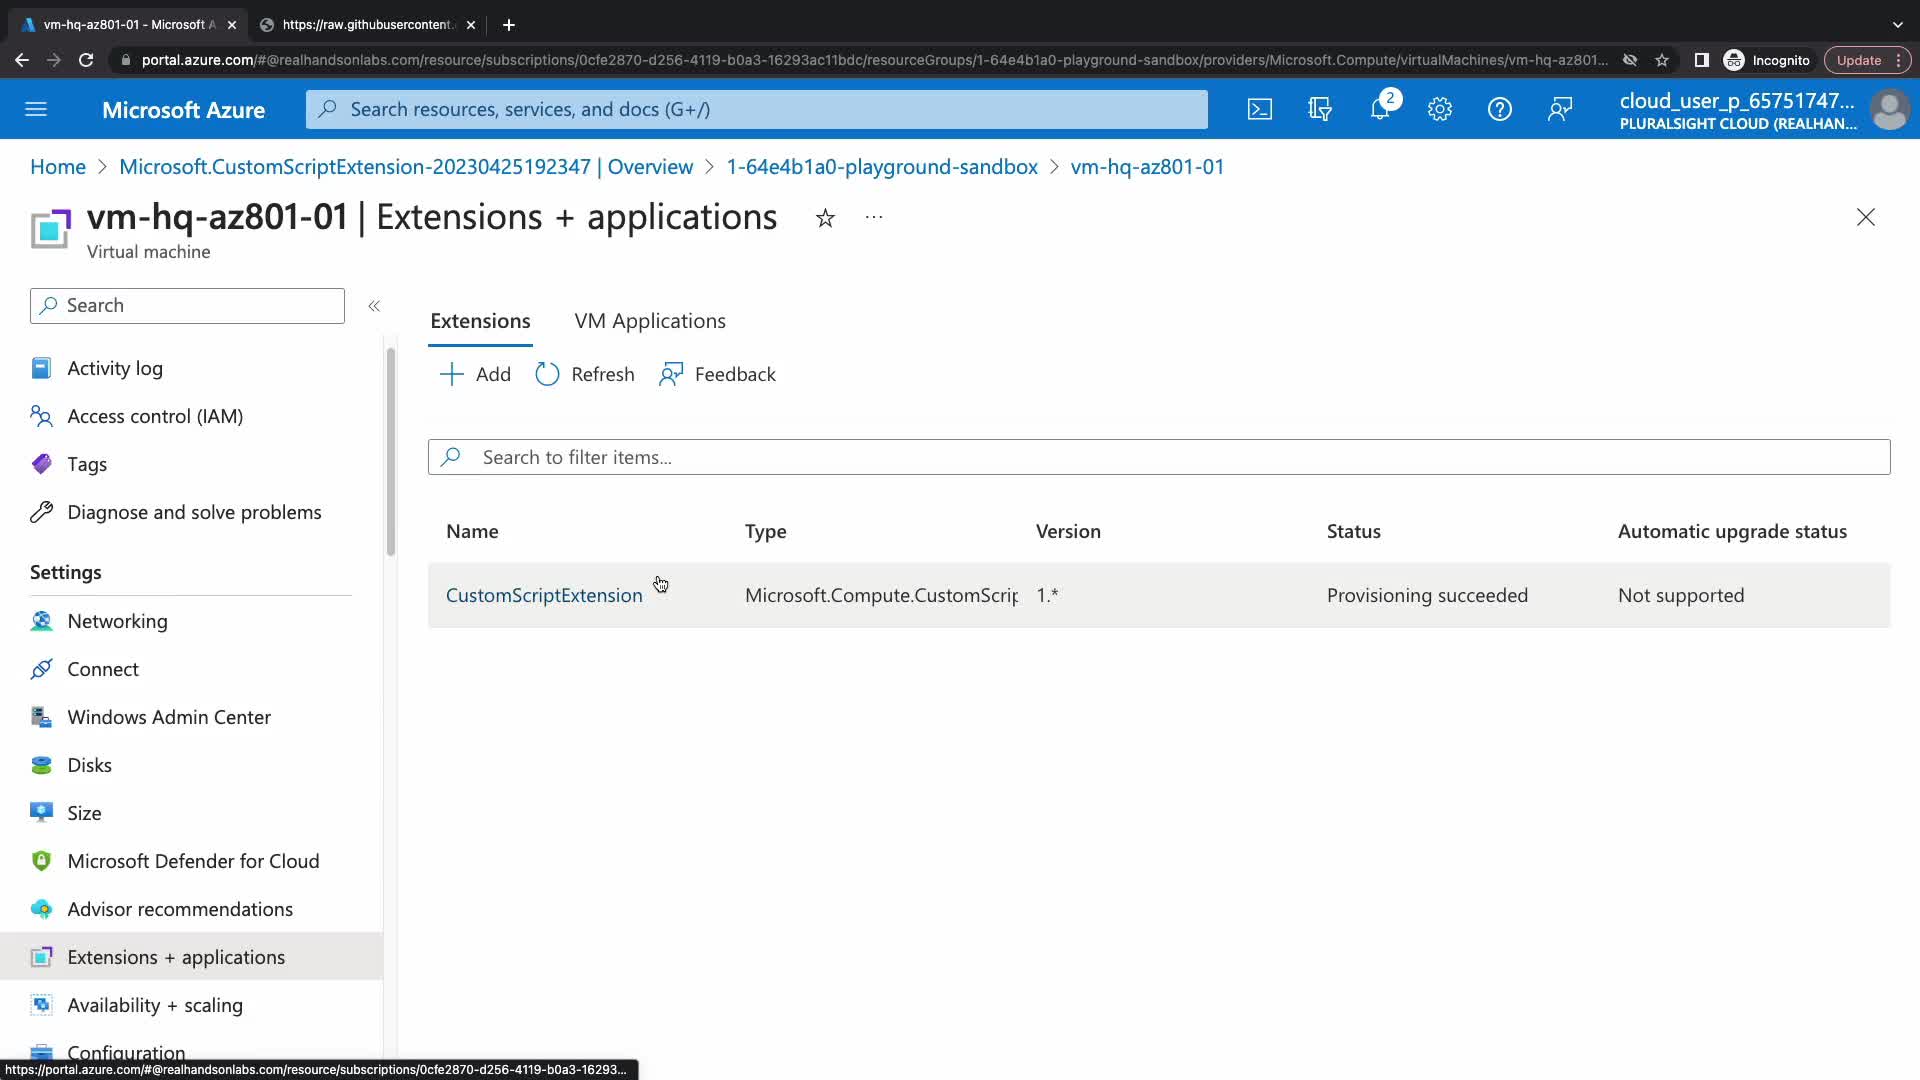 vm-hq-az801-01 - Microsoft A
https://raw.githubusercontent.
portal.azure.com/#@realhandsonlabs.com/resource/subscriptions/0cfe2870-d256-4119-b0a3-16293ac11bdc/resourceGroups/1-64e4b1a0-playground-sandbox/providers/Microsoft.Compute/virtualMachines/vm-hq-az801...
Incognito
Update
Microsoft Azure
Search resources, services, and docs (G+/)
2
cloud_user_p_65751747...
PLURALSIGHT CLOUD (REALHAN...
Home > Microsoft.CustomScriptExtension-20230425192347 | Overview > 1-64e4b1a0-playground-sandbox > vm-hq-az801-01
vm-hq-az801-01 | Extensions + applications
Virtual machine
Search
Activity log
Access control (IAM)
Tags
Diagnose and solve problems
Settings
Networking
Connect
Windows Admin Center
Disks
Size
Microsoft Defender for Cloud
Advisor recommendations
Extensions + applications
Availability + scaling
Configuration
Extensions VM Applications
Add Refresh Feedback
Search to filter items...
Name Type Version Status Automatic upgrade status
CustomScriptExtension Microsoft.Compute.CustomScrip 1.* Provisioning succeeded Not supported
https://portal.azure.com/#@realhandsonlabs.com/resource/subscriptions/0cfe2870-d256-4119-b0a3-16293...